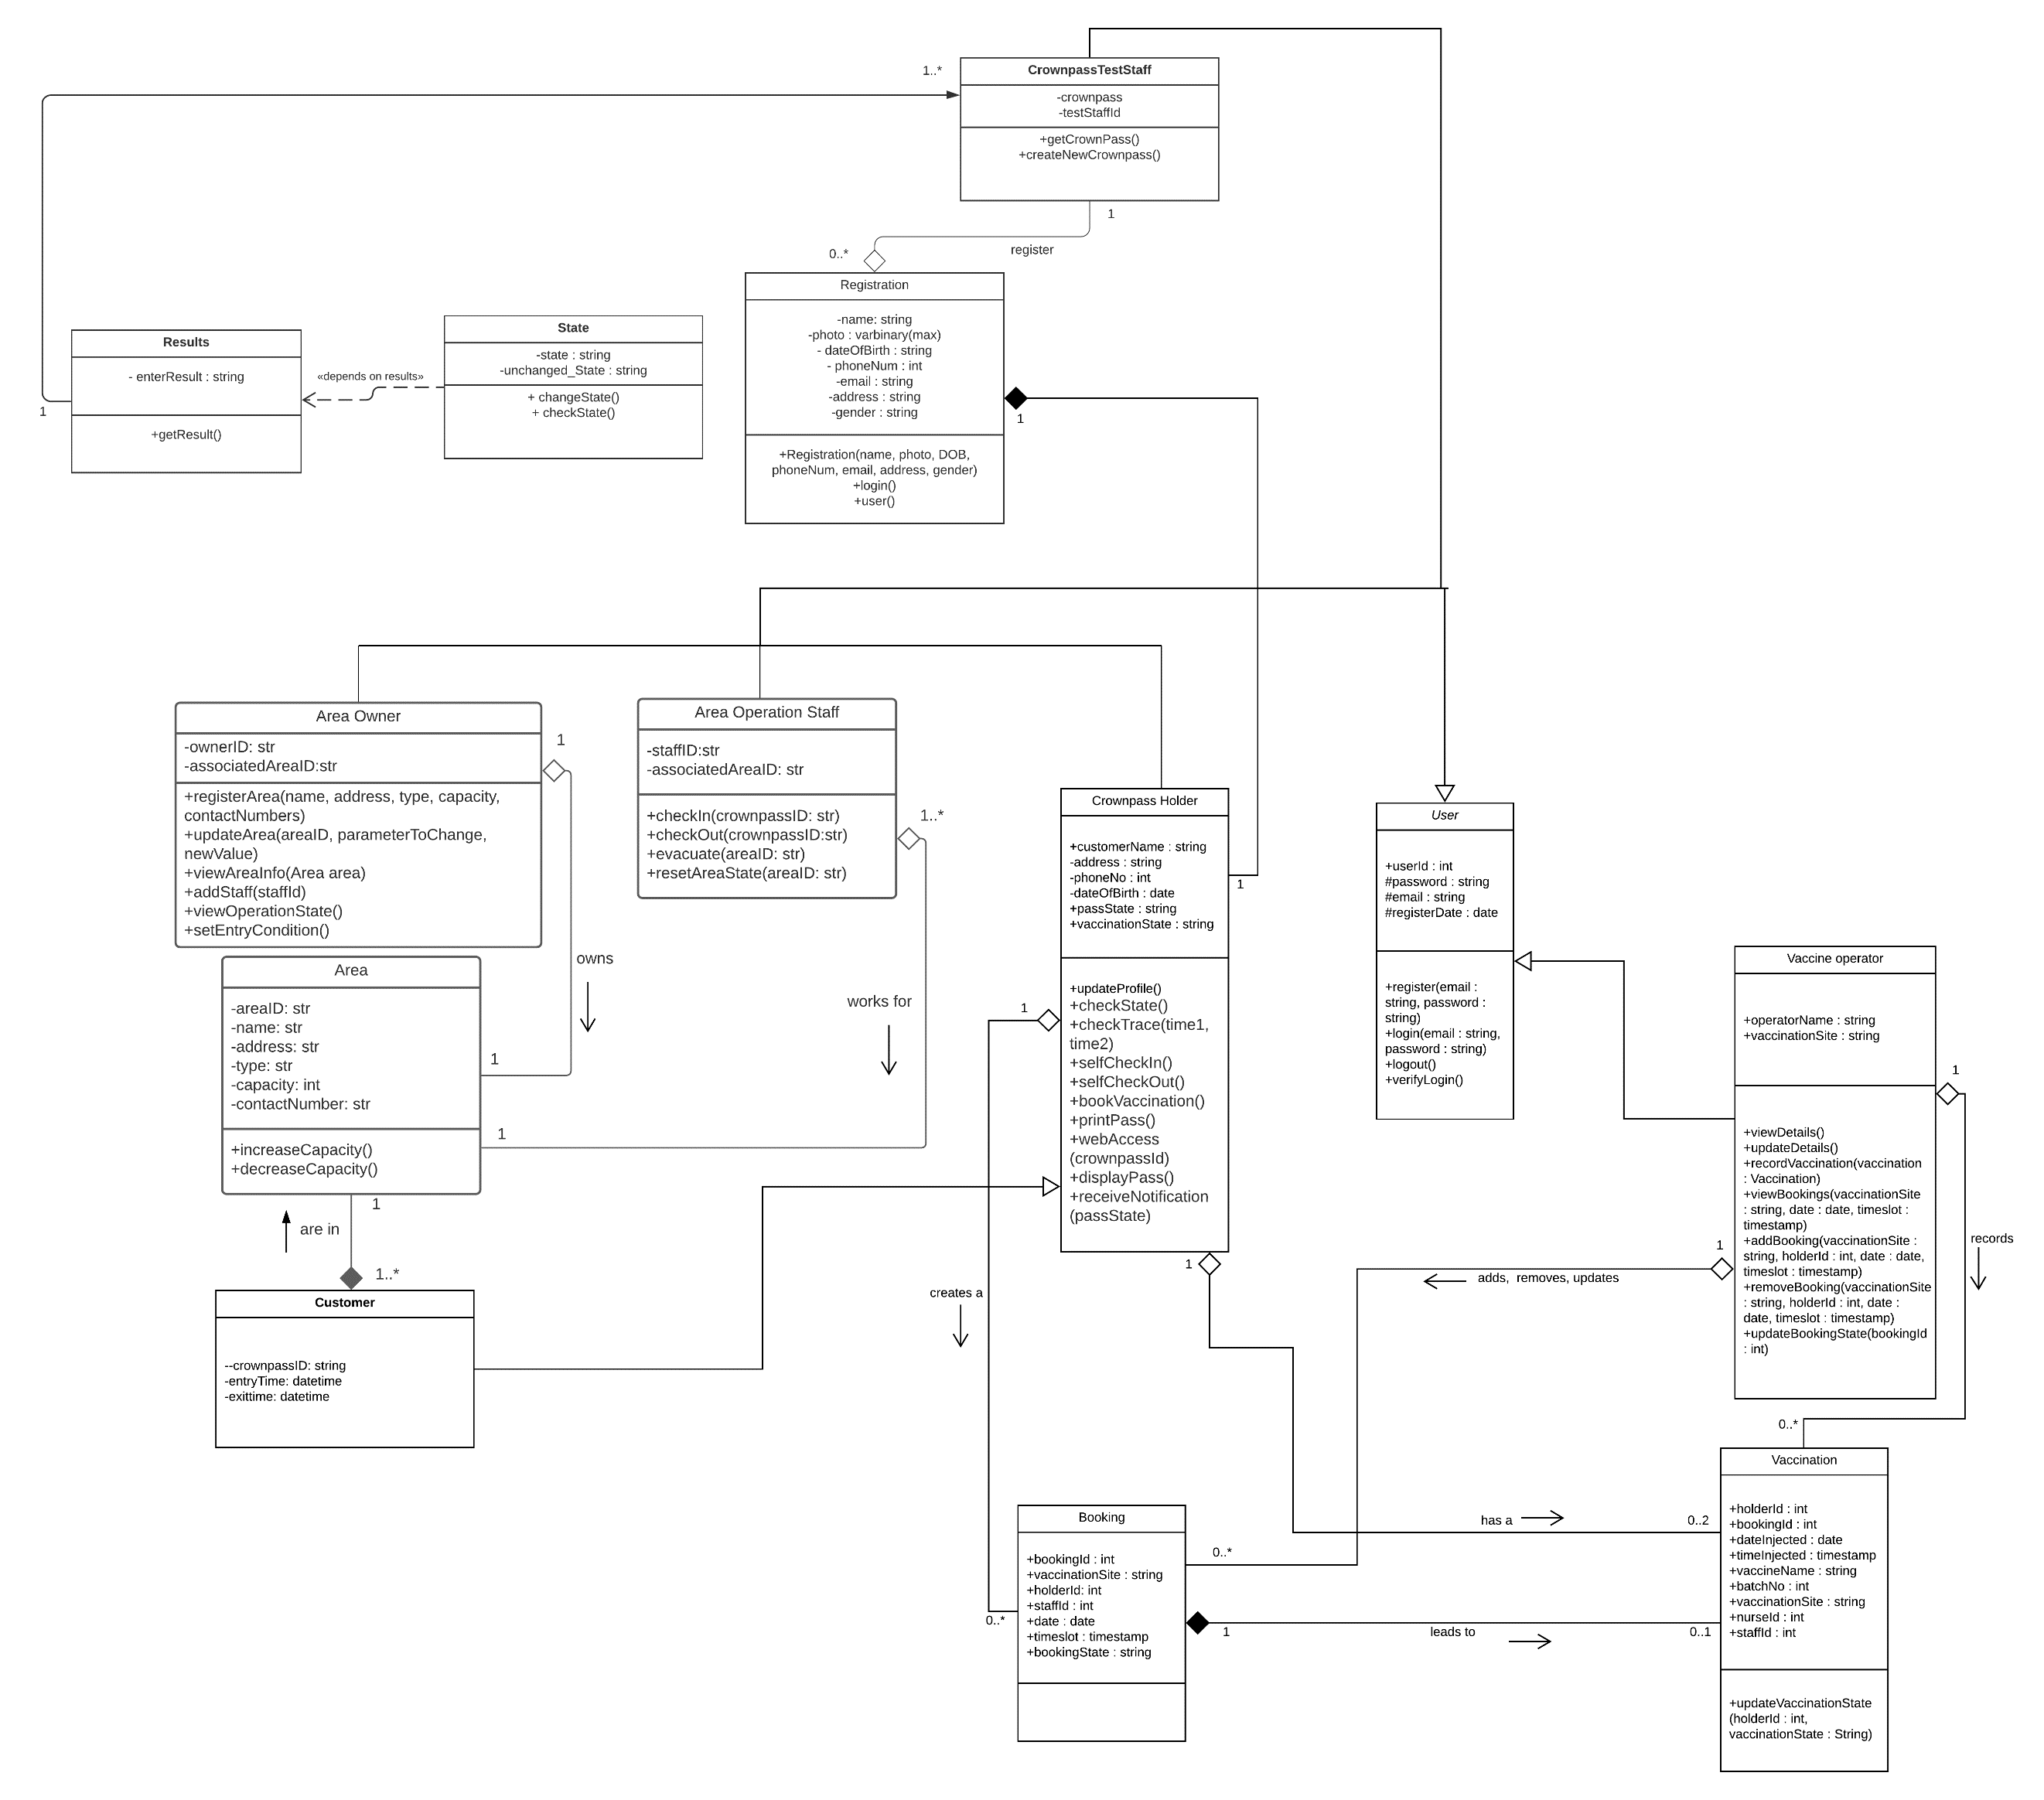 1..*
CrownpassTestStaff
-crownpass
-testStaffId
+getCrownPass()
+createNewCrownpass()
1
register
0..*
Registration
-name: string
-photo : varbinary(max)
- dateOfBirth : string
- phoneNum : int
-email : string
-address : string
-gender : string
+Registration(name, photo, DOB,
phoneNum, email, address, gender)
+login()
+user()
1
Results
- enterResult : string
+getResult()
1
«depends on results»
State
-state : string
-unchanged_State : string
+ changeState()
+ checkState()
Area Owner
-ownerID: str
-associatedAreaID:str
+registerArea(name, address, type, capacity,
contactNumbers)
+updateArea(areaID, parameterToChange,
newValue)
+viewAreaInfo(Area area)
+addStaff(staffId)
+viewOperationState()
+setEntryCondition()
1
owns
1
Area Operation Staff
-staffID:str
-associatedAreaID: str
+checkIn(crownpassID: str)
+checkOut(crownpassID:str)
+evacuate(areaID: str)
+resetAreaState(areaID: str)
1..*
works for
1
Area
-areaID: str
-name: str
-address: str
-type: str
-capacity: int
-contactNumber: str
+increaseCapacity()
+decreaseCapacity()
1
are in
1..*
Customer
--crownpassID: string
-entryTime: datetime
-exittime: datetime
Crownpass Holder
+customerName : string
-address : string
-phoneNo : int
-dateOfBirth : date
+passState : string
+vaccinationState : string
+updateProfile()
+checkState()
+checkTrace(time1,
time2)
+selfCheckIn()
+selfCheckOut()
+bookVaccination()
+printPass()
+webAccess
(crownpassId)
+displayPass()
+receiveNotification
(passState)
1
1
1
creates a
0..*
User
+userId : int
#password : string
#email : string
#registerDate : date
+register(email :
string, password :
string)
+login(email : string,
password : string)
+logout()
+verifyLogin()
Vaccine operator
+operatorName : string
+vaccinationSite : string
+viewDetails()
+updateDetails()
+recordVaccination(vaccination
: Vaccination)
+viewBookings(vaccinationSite
: string, date : date, timeslot :
timestamp)
+addBooking(vaccinationSite :
string, holderId : int, date : date,
timeslot : timestamp)
+removeBooking(vaccinationSite
: string, holderId : int, date :
date, timeslot : timestamp)
+updateBookingState(bookingId
: int)
1
records
0..*
1
adds,  removes, updates
0..*
has a
0..2
Booking
+bookingId : int
+vaccinationSite : string
+holderId: int
+staffId : int
+date : date
+timeslot : timestamp
+bookingState : string
1
leads to
0..1
Vaccination
+holderId : int
+bookingId : int
+dateInjected : date
+timeInjected : timestamp
+vaccineName : string
+batchNo : int
+vaccinationSite : string
+nurseId : int
+staffId : int
+updateVaccinationState
(holderId : int,
vaccinationState : String)